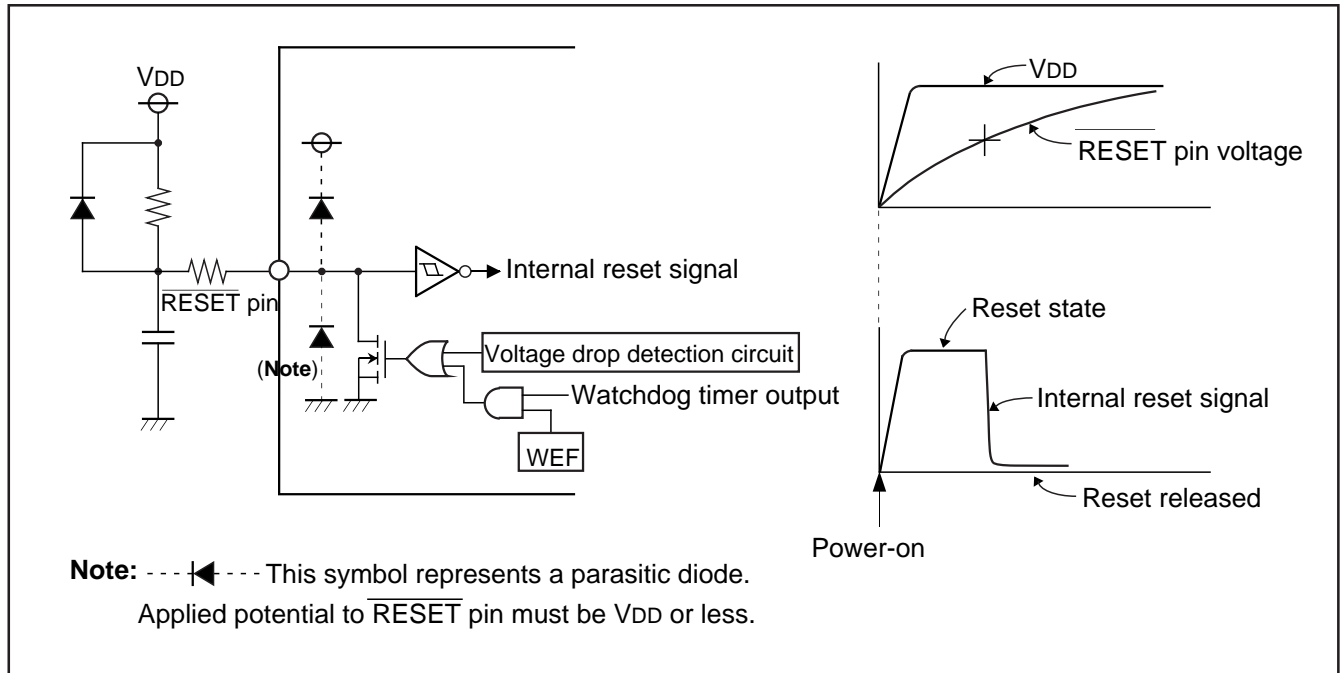 VDD
RESET pin
(Note)
Internal reset signal
Voltage drop detection circuit
Watchdog timer output
WEF
VDD
RESET pin voltage
Reset state
Internal reset signal
Reset released
Power-on
Note: This symbol represents a parasitic diode.
Applied potential to RESET pin must be VDD or less.